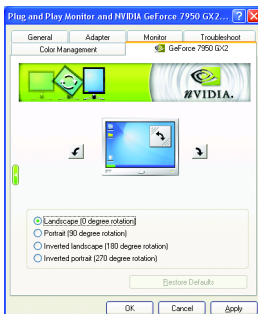 Plug and Play Monitor and NVIDIA GeForce 7950 GX2...
General Adapter Monitor Troubleshoot
Color Management GeForce 7950 GX2
NVIDIA.
Landscape (0 degree rotation)
Portrait (90 degree rotation)
Inverted landscape (180 degree rotation)
Inverted portrait (270 degree rotation)
Restore Defaults
OK Cancel Apply